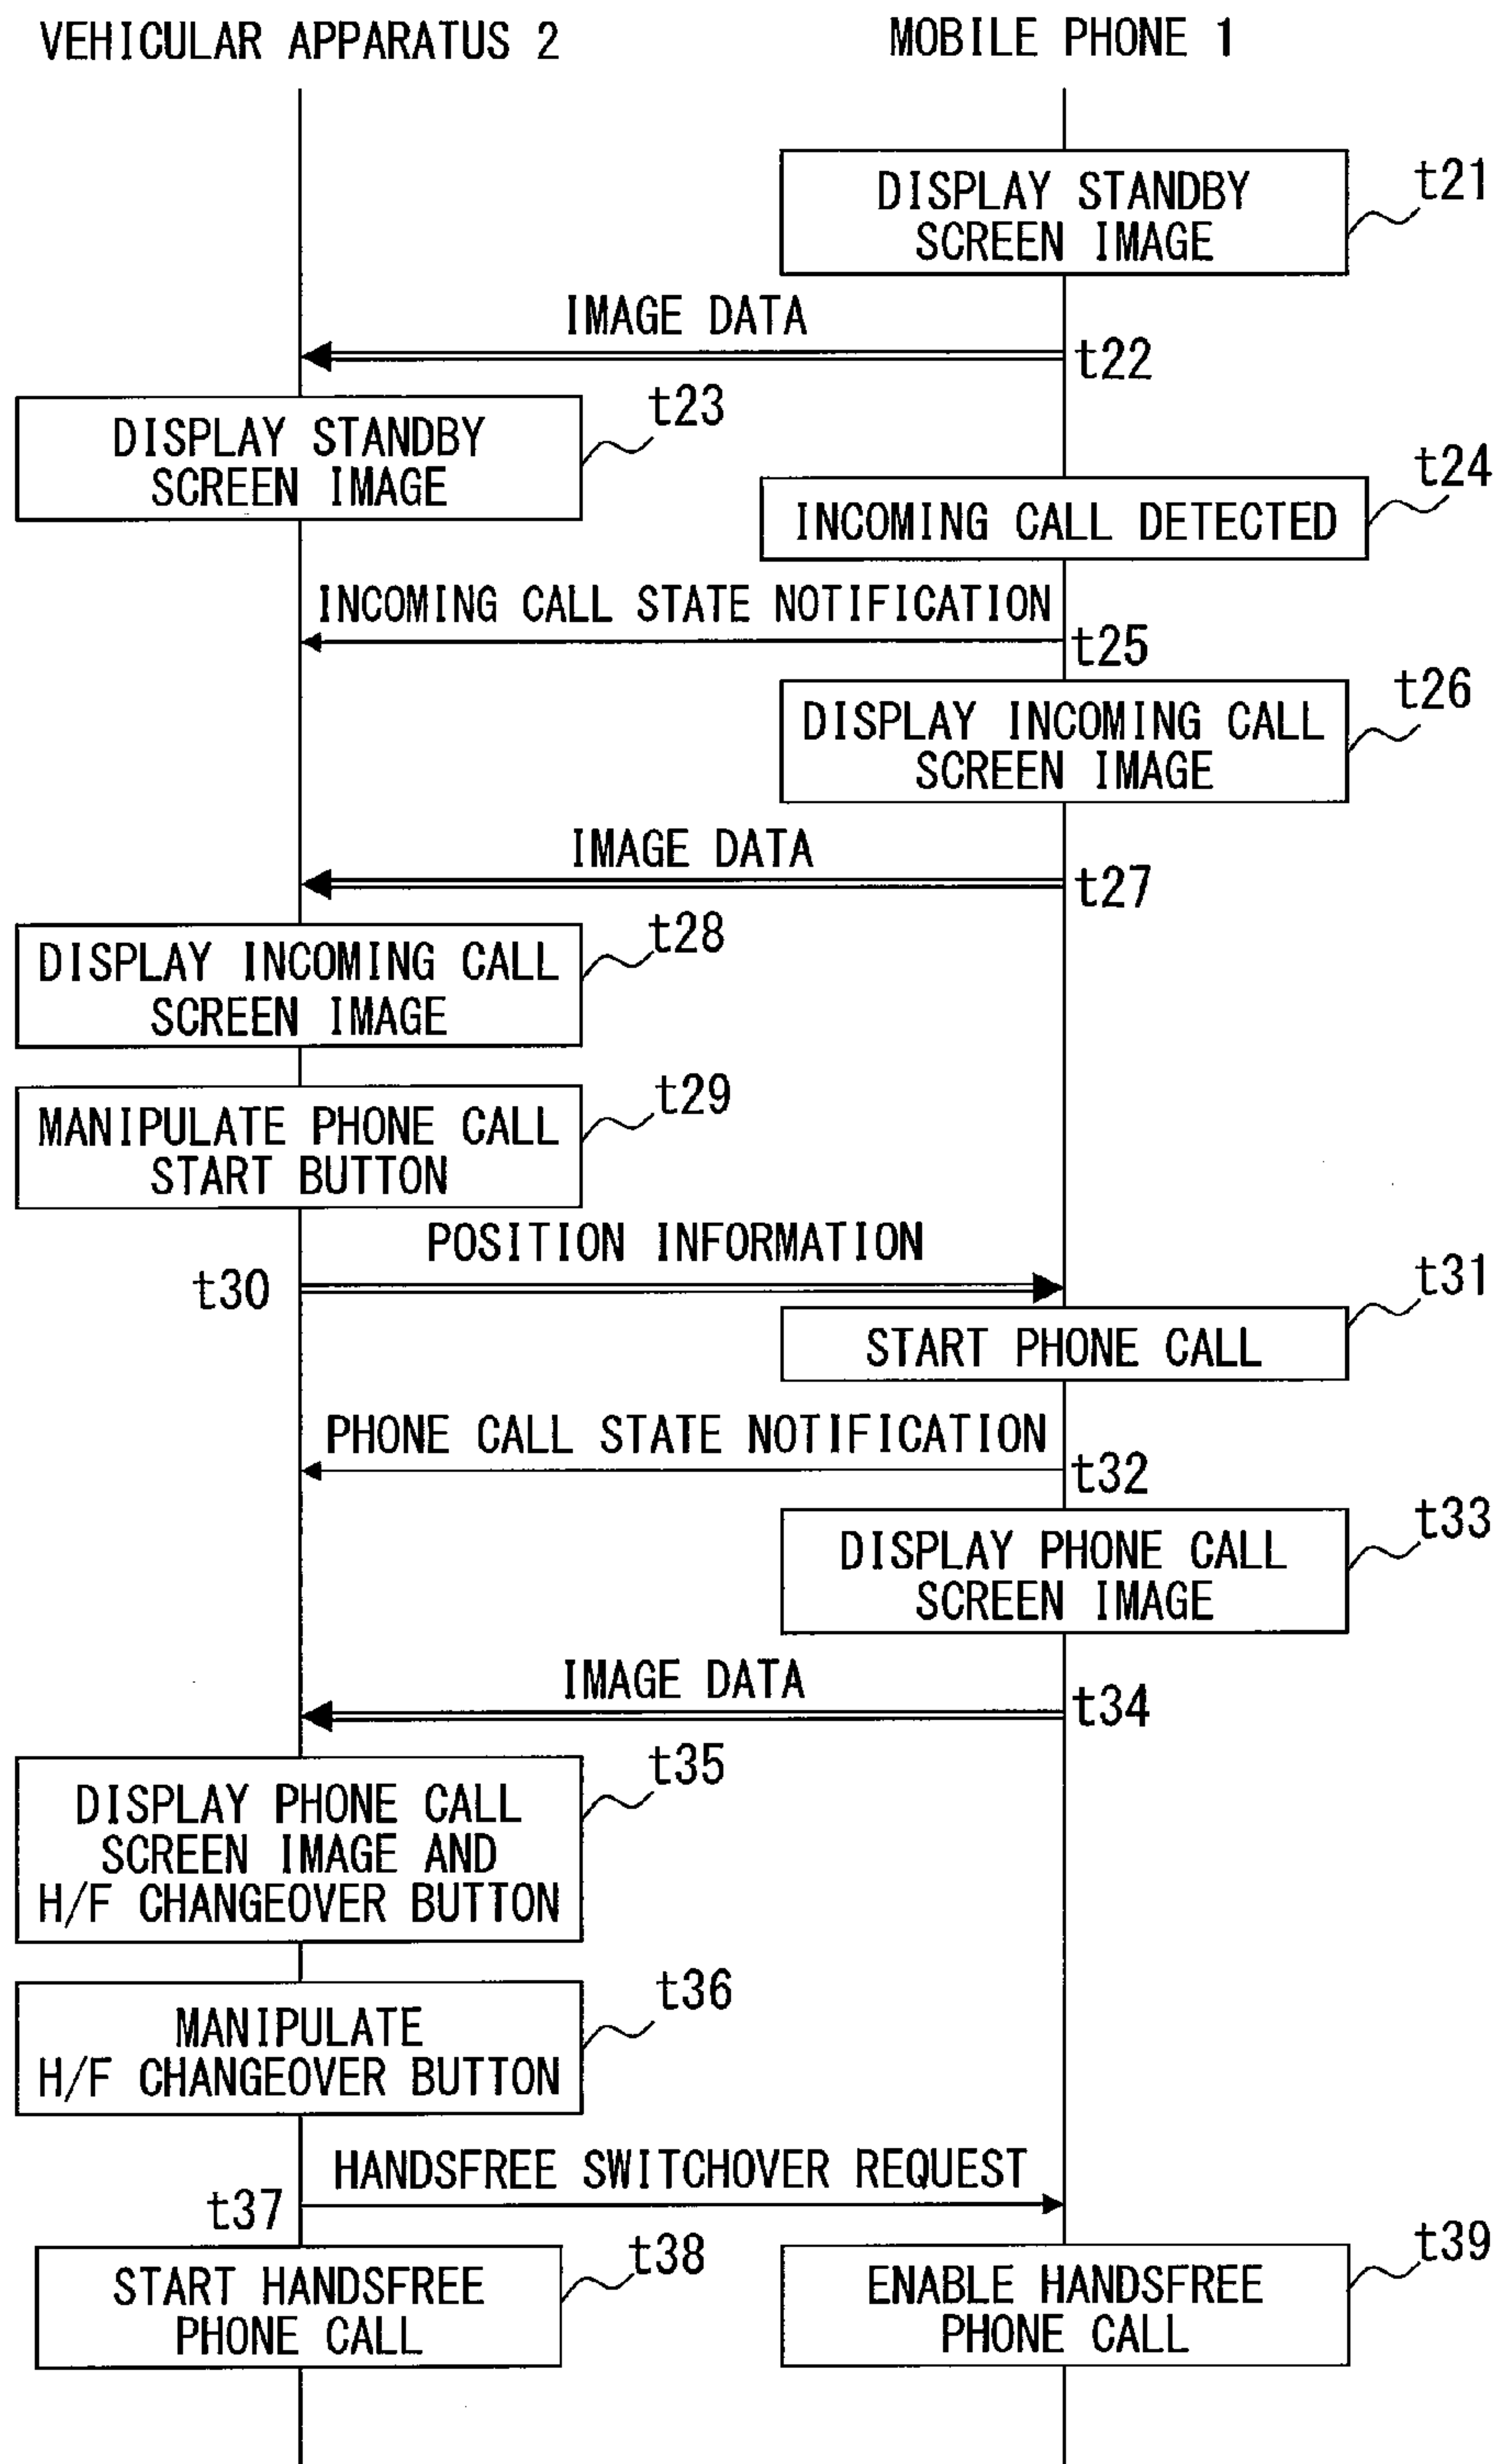 VEHICULAR APPARATUS 2
MOBILE PHONE 1
DISPLAY STANDBY
SCREEN IMAGE
t21
IMAGE DATA
t22
DISPLAY STANDBY
SCREEN IMAGE
t23
INCOMING CALL DETECTED
t24
INCOMING CALL STATE NOTIFICATION
t25
DISPLAY INCOMING CALL
SCREEN IMAGE
t26
IMAGE DATA
t27
DISPLAY INCOMING CALL
SCREEN IMAGE
t28
MANIPULATE PHONE CALL
START BUTTON
t29
POSITION INFORMATION
t30
START PHONE CALL
t31
PHONE CALL STATE NOTIFICATION
t32
DISPLAY PHONE CALL
SCREEN IMAGE
t33
IMAGE DATA
t34
DISPLAY PHONE CALL
SCREEN IMAGE AND
H/F CHANGEOVER BUTTON
t35
MANIPULATE
H/F CHANGEOVER BUTTON
t36
HANDSFREE SWITCHOVER REQUEST
t37
START HANDSFREE
PHONE CALL
t38
ENABLE HANDSFREE
PHONE CALL
t39